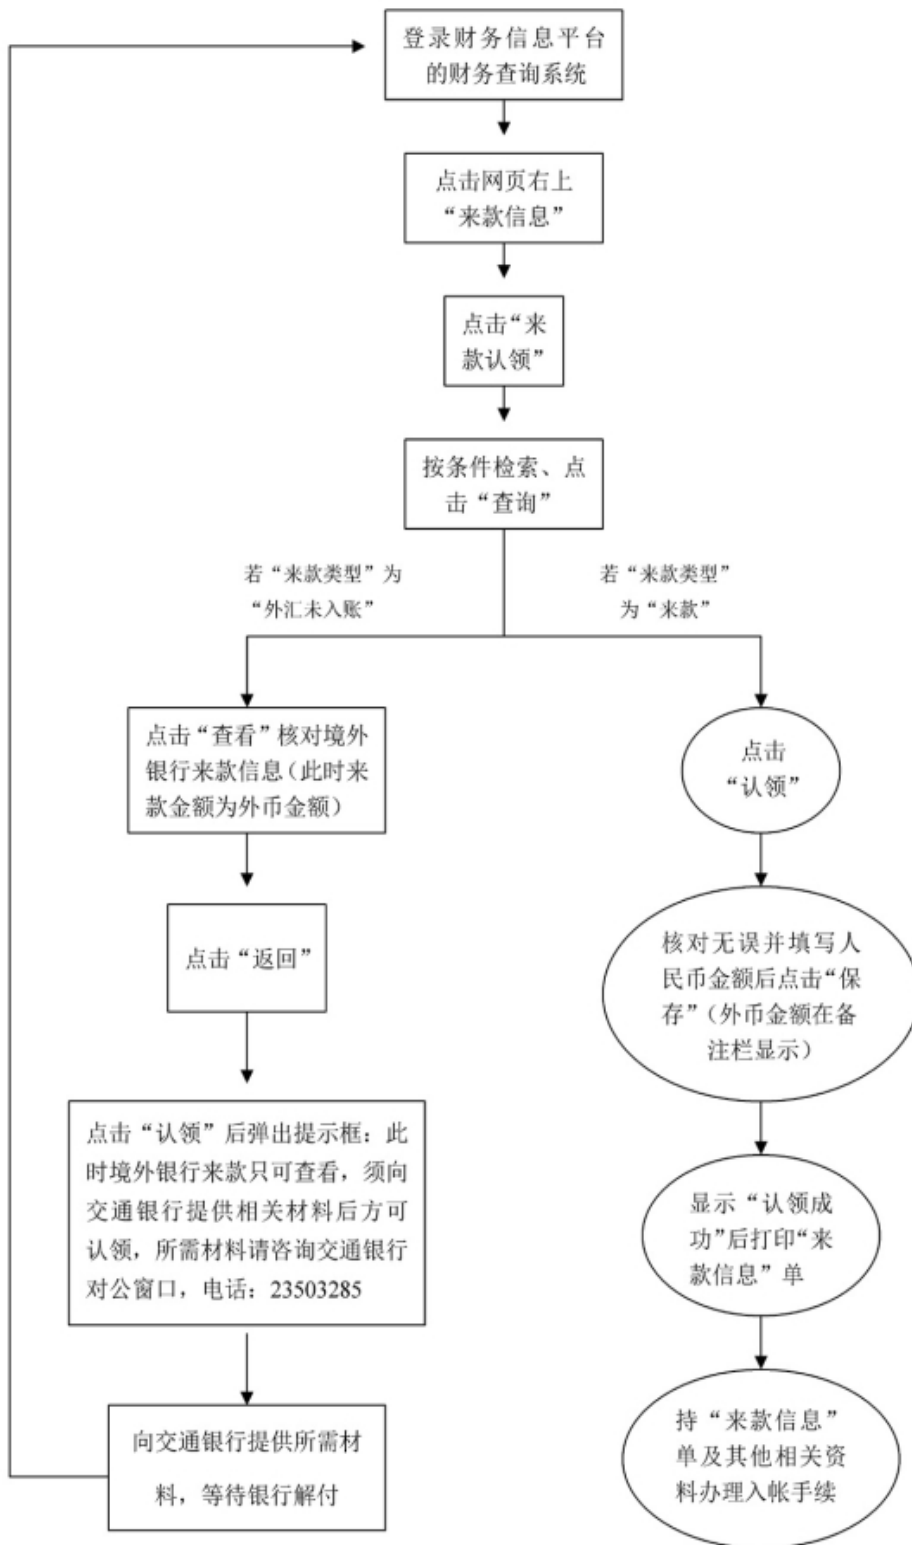 登录财务信息平台
的财务查询系统
点击网页右上
“来款信息”
点击“来
款认领”
按条件检索、点
击“查询”
若“来款类型”为
“外汇未入账”
若“来款类型”
为“来款”
点击“查看”核对境外
银行来款信息（此时来
款金额为外币金额）
点击“返回”
点击“认领”后弹出提示框：此
时境外银行来款只可查看，须向
交通银行提供相关材料后方可
认领，所需材料请咨询交通银行
对公窗口，电话：23503285
向交通银行提供所需材
料，等待银行解付
点击
“认领”
核对无误并填写人
民币金额后点击“保
存”（外币金额在备
注栏显示）
显示“认领成
功”后打印“来
款信息”单
持“来款信息”
单及其他相关资
料办理入帐手续